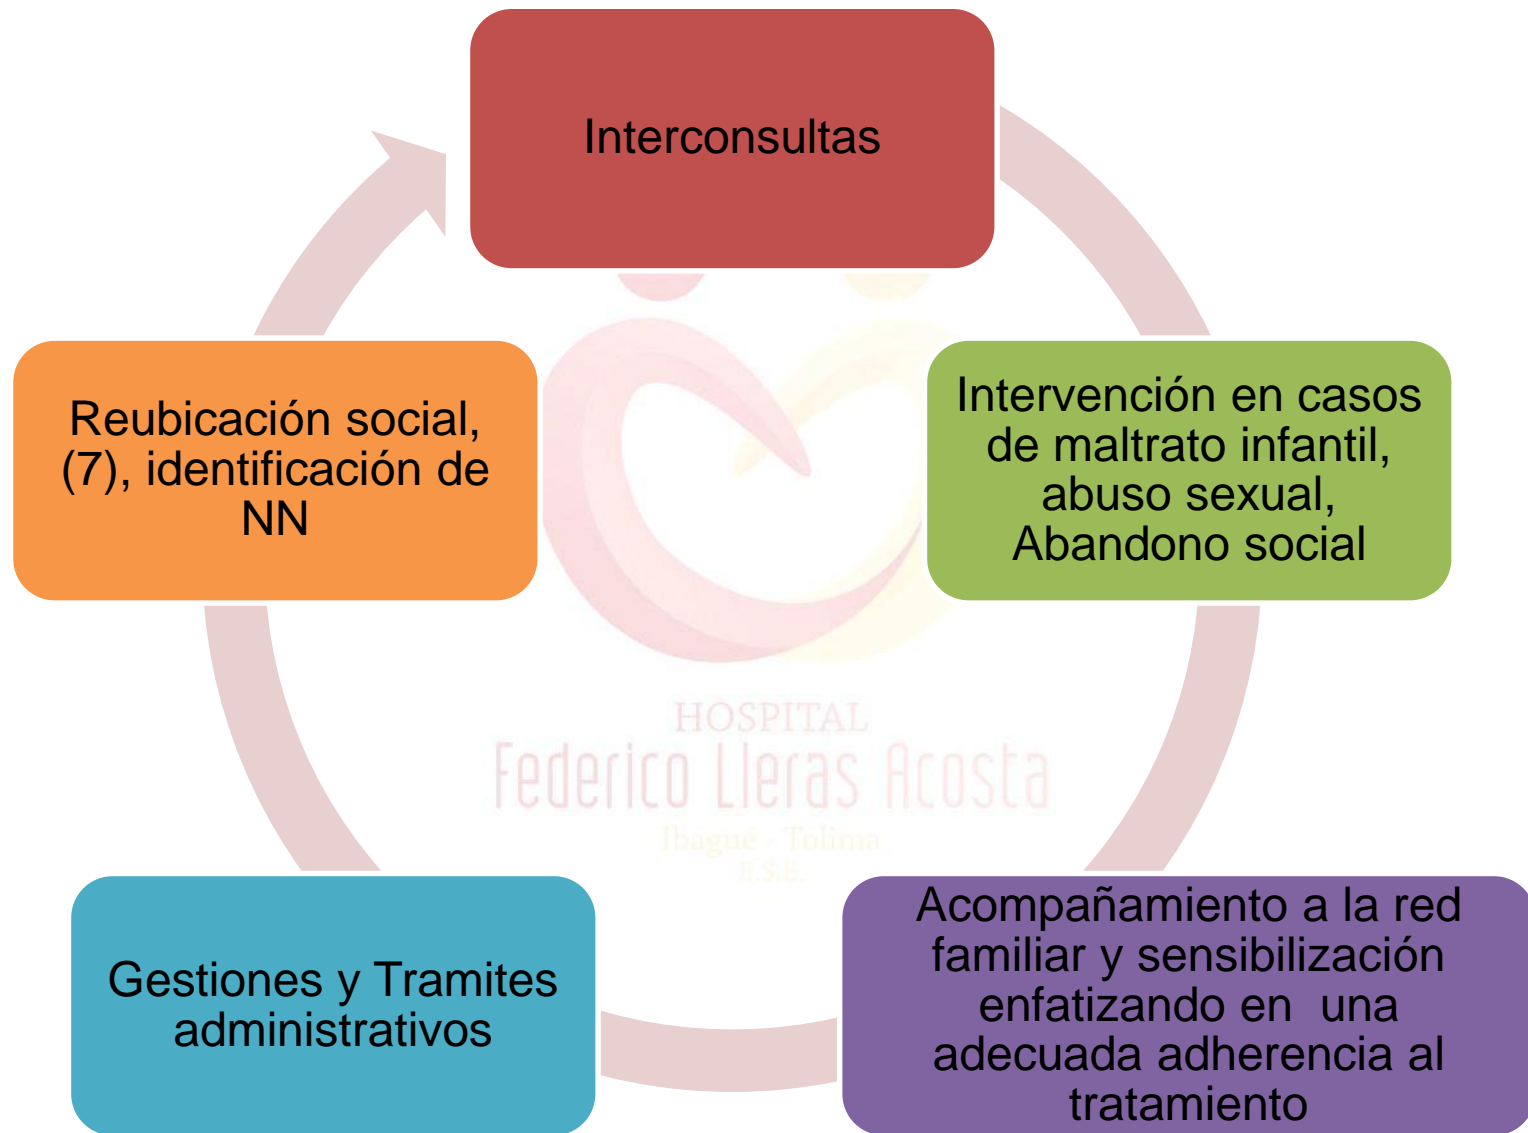 Interconsultas
Intervención en casos
de maltrato infantil,
abuso sexual,
Abandono social
Acompañamiento a la red
familiar y sensibilización
enfatizando en  una
adecuada adherencia al
tratamiento
Gestiones y Tramites
administrativos
Reubicación social,
(7), identificación de
NN
HOSPITAL
Federico Lleras Acosta
Ibagué - Tolima
E.S.E.